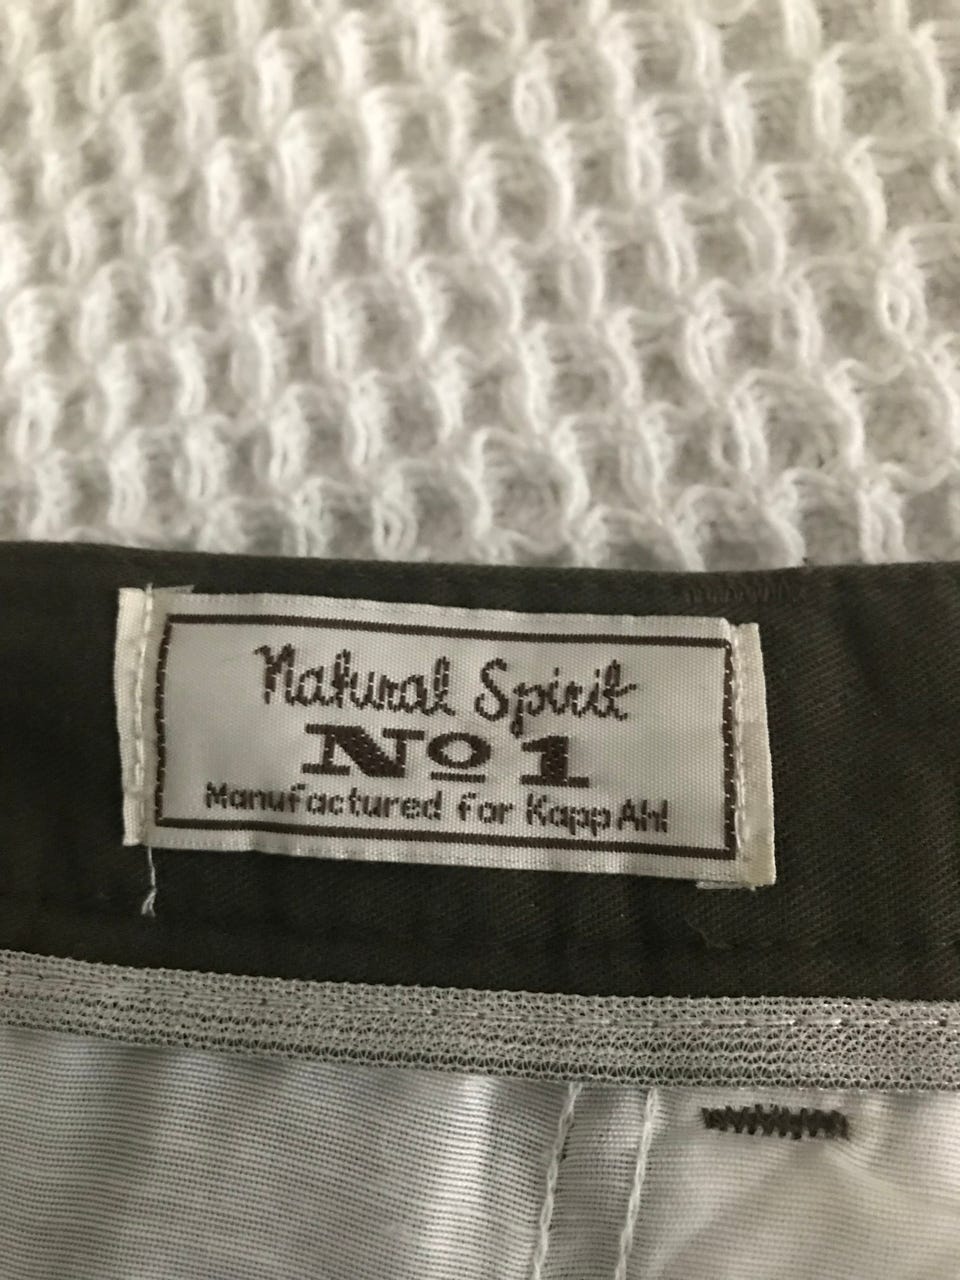 Natural Spirit
No 1
Manufactured for KappAhl